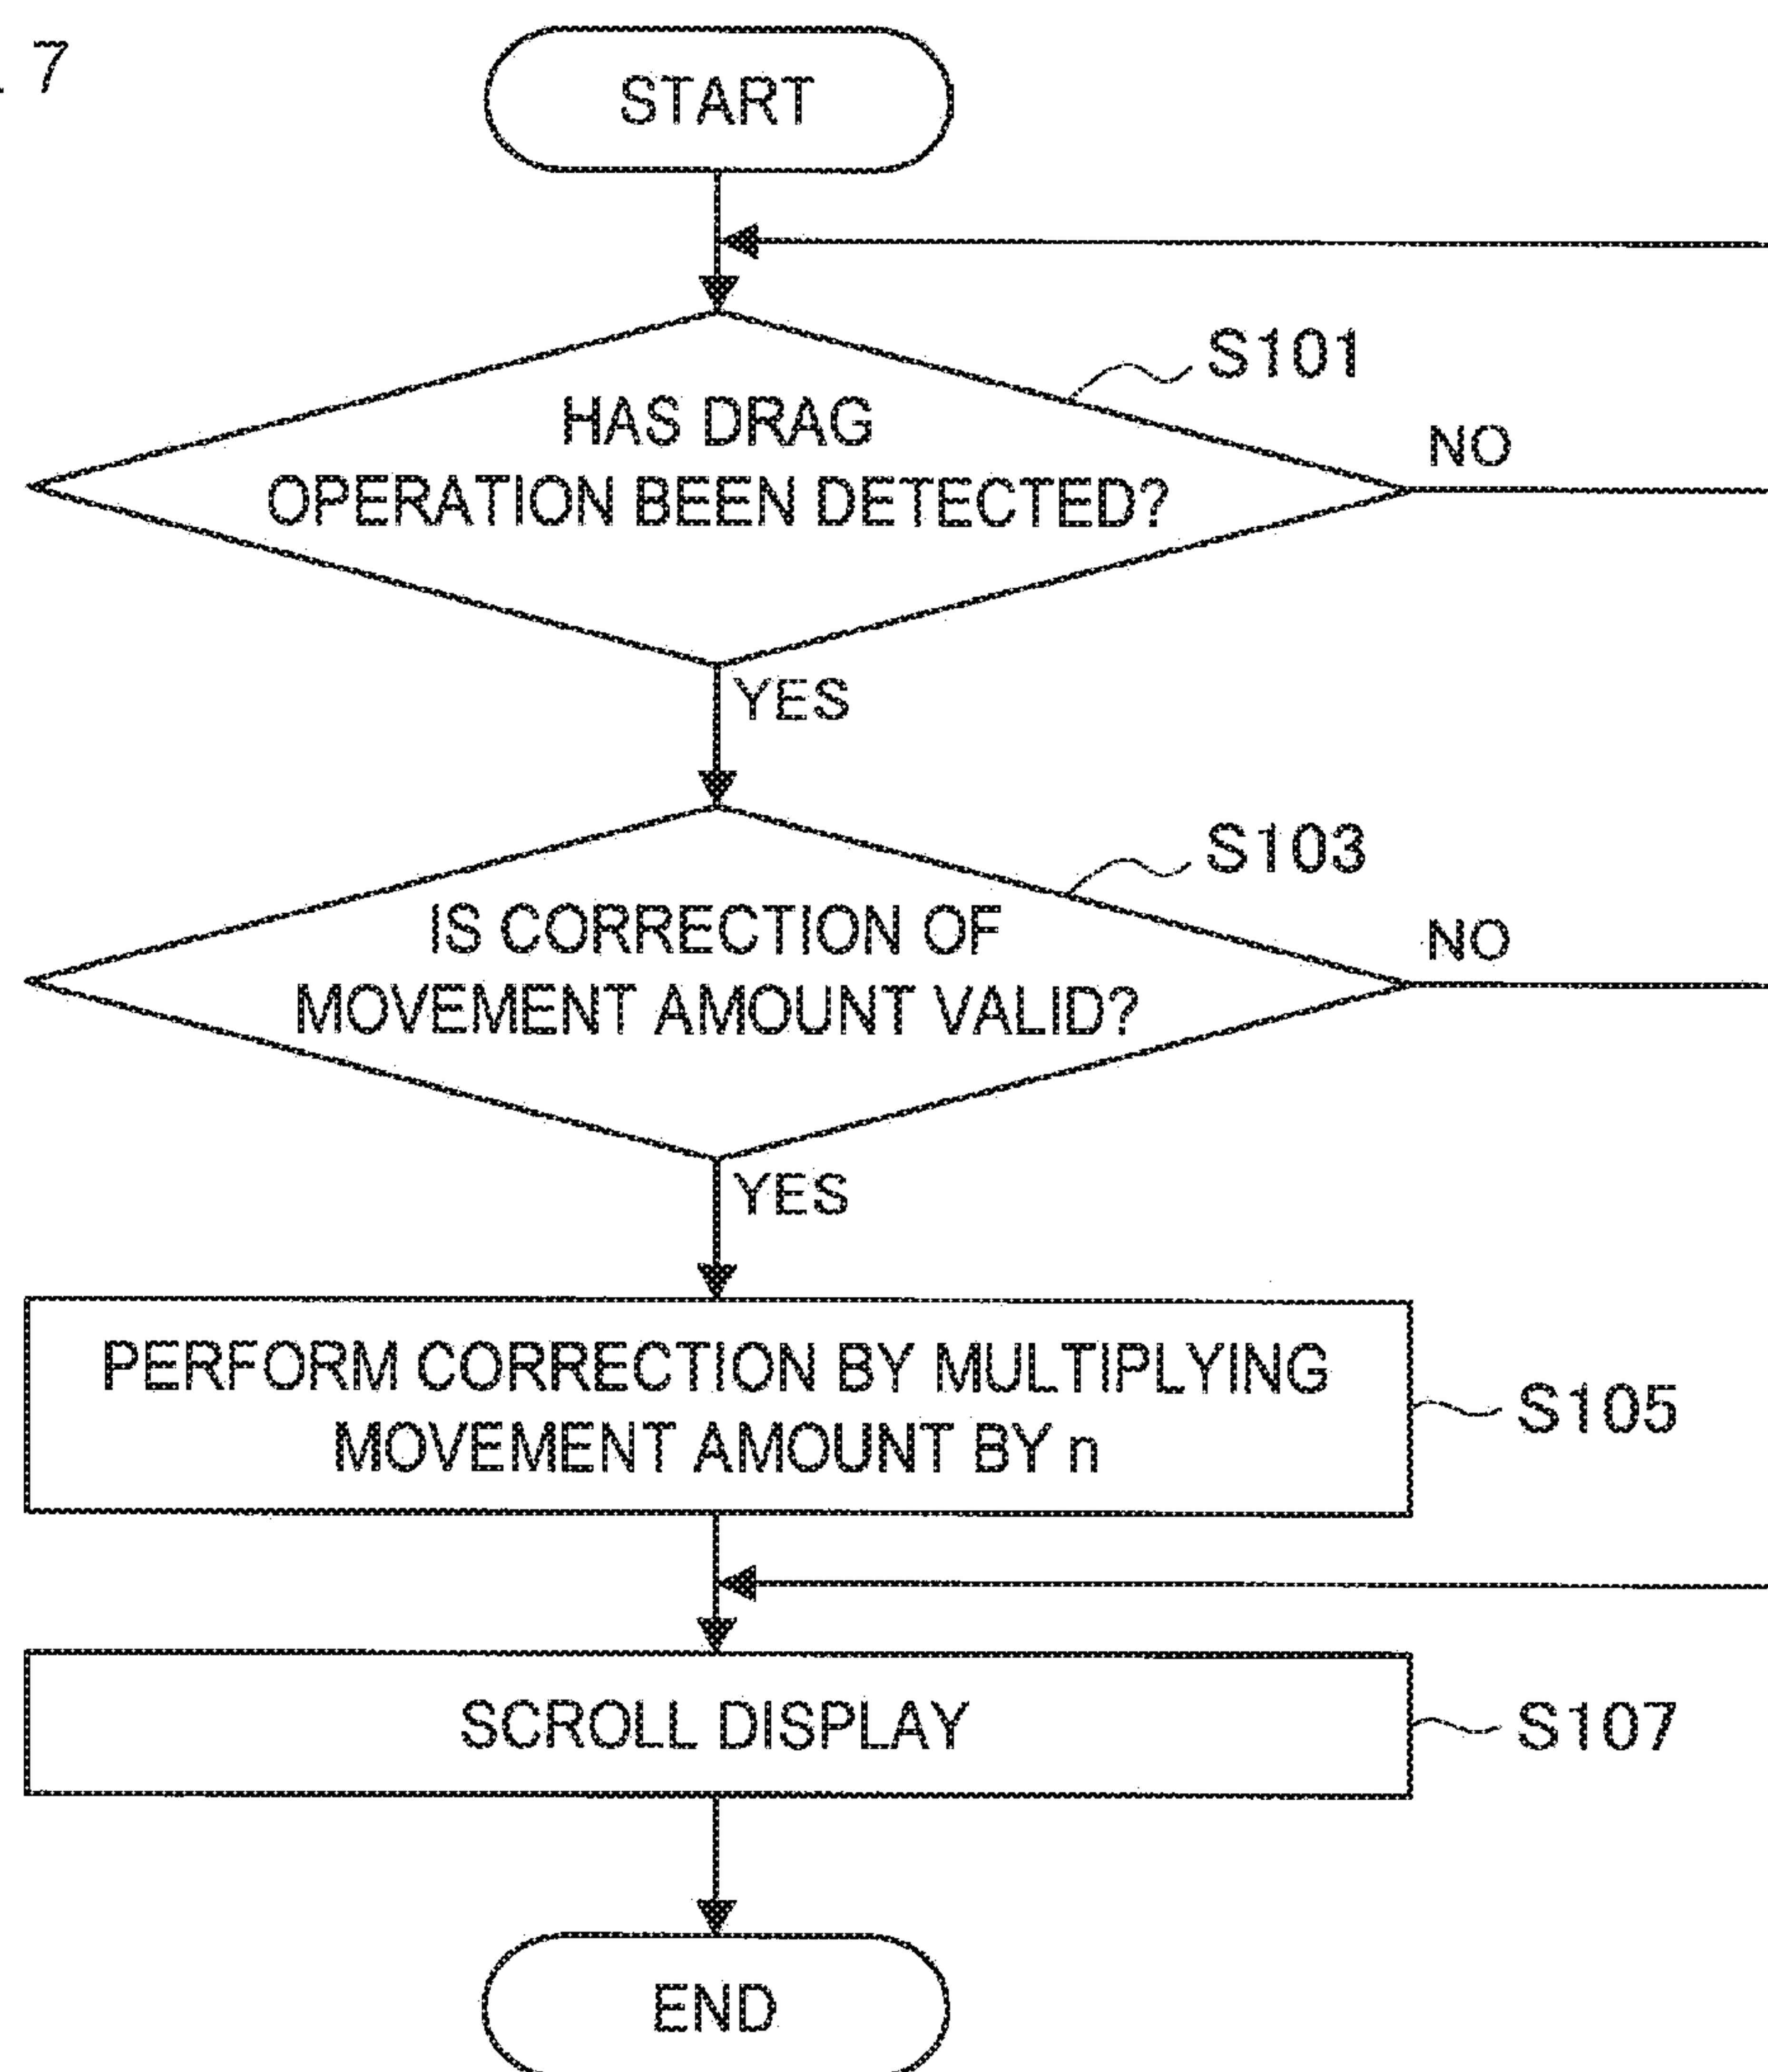 . 7
START
S101
HAS DRAG
OPERATION BEEN DETECTED?
NO
YES
S103
IS CORRECTION OF
MOVEMENT AMOUNT VALID?
NO
YES
PERFORM CORRECTION BY MULTIPLYING
MOVEMENT AMOUNT BY n
S105
SCROLL DISPLAY
S107
END